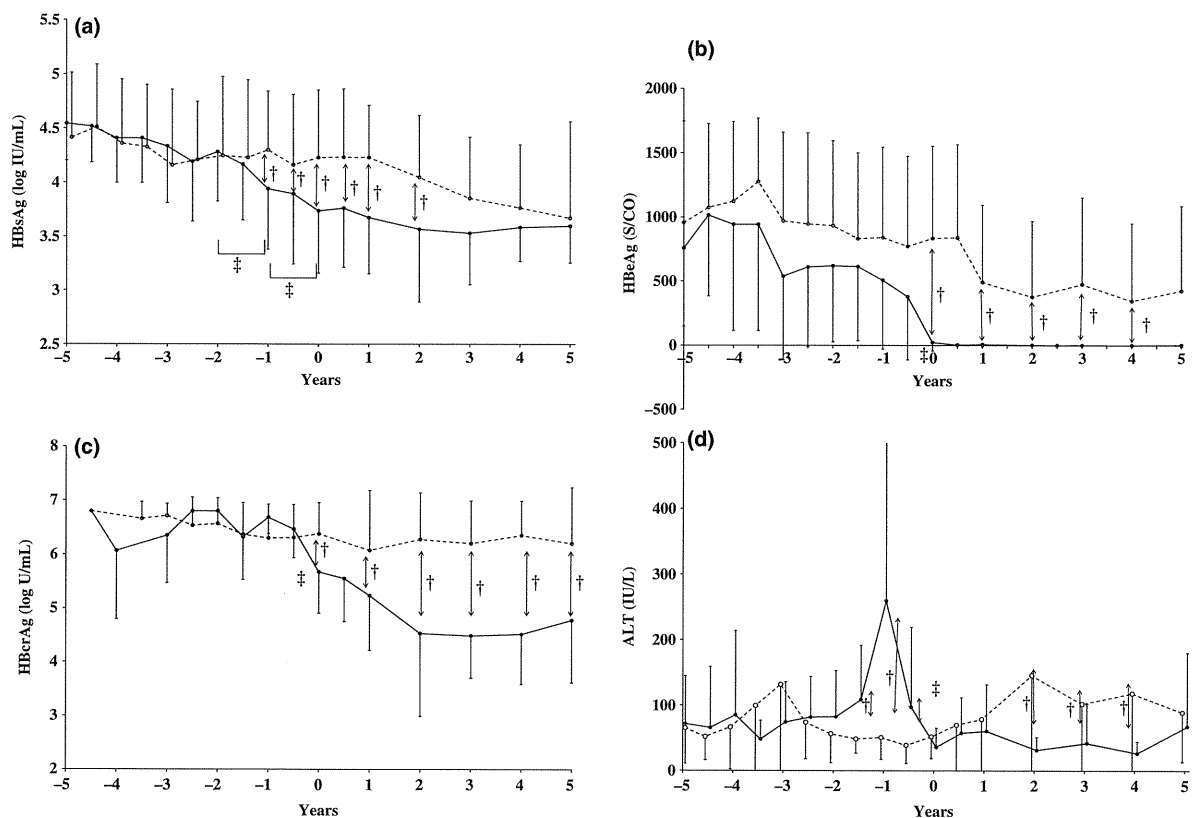 (a)
5.5
5
4.5
4
3.5
3
2.5
HBsAg (log IU/mL)
† † † † † †
‡
‡
–5 –4 –3 –2 –1 0 1 2 3 4 5
Years
(b)
2000
1500
1000
500
0
–500
HBeAg (S/CO)
† † † † †
‡
-5 -4 -3 -2 -1 0 1 2 3 4 5
Years
(c)
8
7
6
5
4
3
2
HBcrAg (log U/mL)
† † † † † †
‡
–5 –4 –3 –2 –1 0 1 2 3 4 5
Years
(d)
500
400
300
200
100
0
ALT (IU/L)
† † † † †
‡
–5 –4 –3 –2 –1 0 1 2 3 4 5
Years